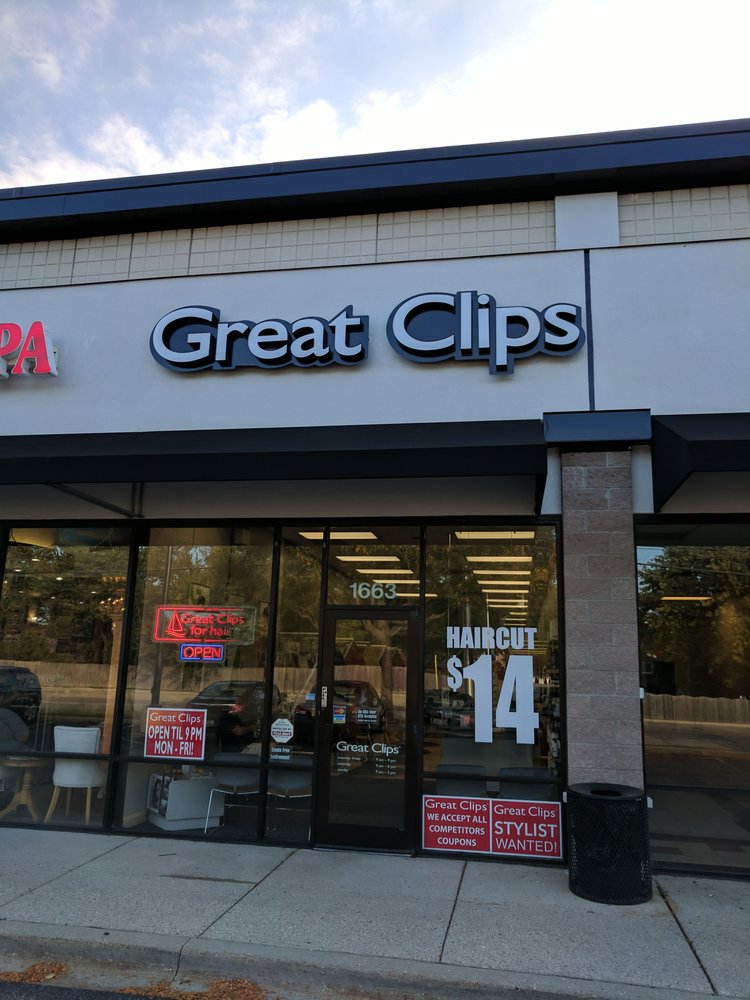 PA
Great Clips
1663
Great Clips
for hair
OPEN
HAIRCUT
$14
Great Clips
OPEN TIL 9 PM
MON - FRI!
Great Clips
Great Clips
WE ACCEPT ALL
COMPETITORS
COUPONS
Great Clips
STYLIST
WANTED!